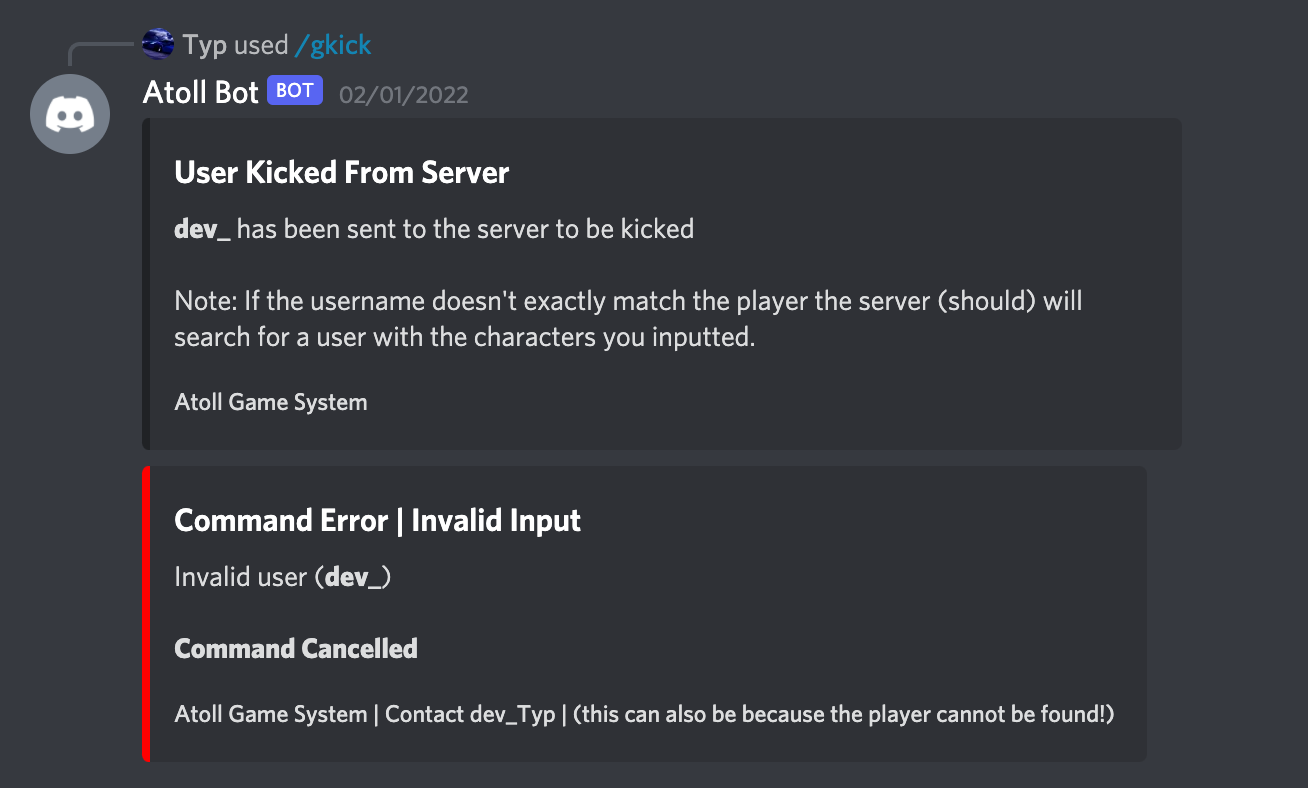 Typ used /gkick
Atoll Bot BOT 02/01/2022
User Kicked From Server
dev_ has been sent to the server to be kicked
Note: If the username doesn't exactly match the player the server (should) will
search for a user with the characters you inputted.
Atoll Game System
Command Error | Invalid Input
Invalid user (dev_)
Command Cancelled
Atoll Game System | Contact dev_Typ | (this can also be because the player cannot be found!)